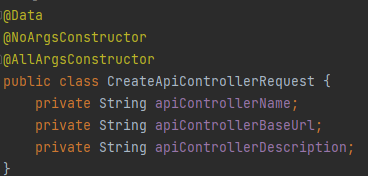 @Data
@NoArgsConstructor
@AllArgsConstructor
public class CreateApiControllerRequest {
    private String apiControllerName;
    private String apiControllerBaseUrl;
    private String apiControllerDescription;
}